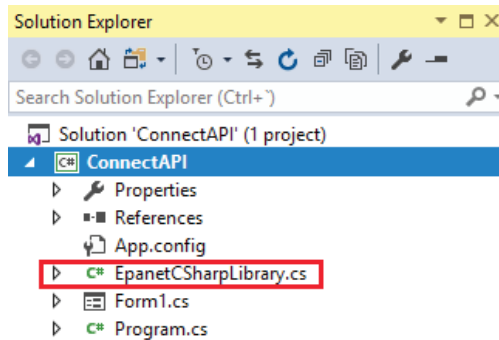 Solution Explorer
Search Solution Explorer (Ctrl+`)
Solution 'ConnectAPI' (1 project)
C# ConnectAPI
Properties
References
App.config
C# EpanetCSharpLibrary.cs
Form1.cs
C# Program.cs